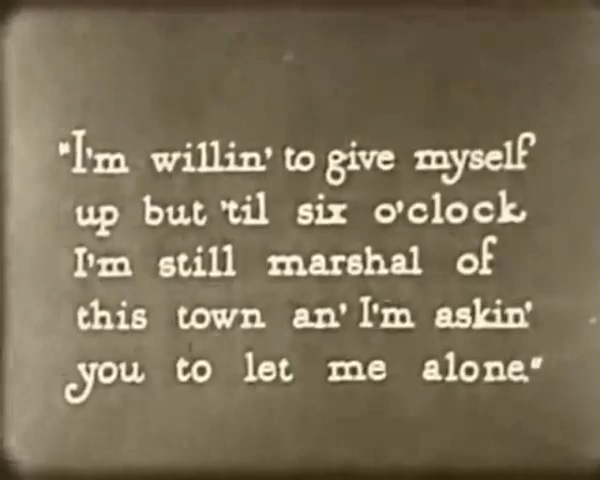 "I'm willin' to give myself
up but 'til six o'clock
I'm still marshal of
this town an' I'm askin'
you to let me alone."